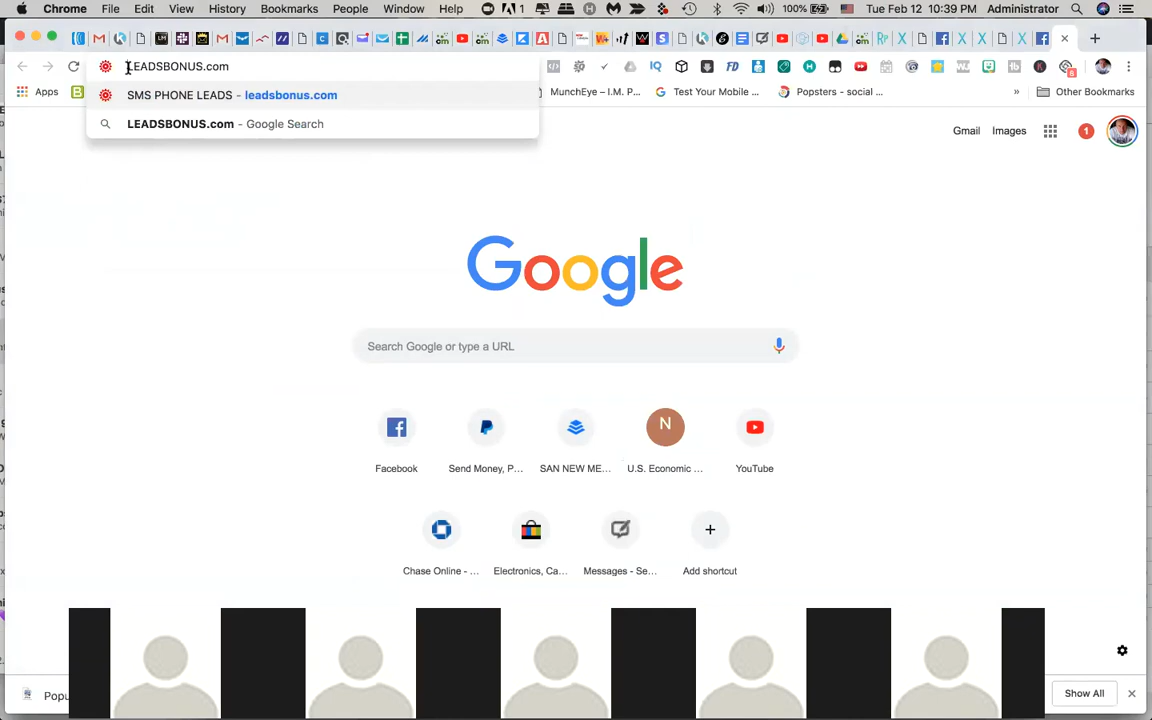 Chrome File Edit View History Bookmarks People Window Help 1 100% Tue Feb 12 10:39 PM Administrator
LEADSBONUS.com
SMS PHONE LEADS - leadsbonus.com
LEADSBONUS.com - Google Search
Apps MunchEye – I.M. P... Test Your Mobile ... Popsters - social ... » Other Bookmarks
Gmail Images 1
Google
Search Google or type a URL
Facebook Send Money, P... SAN NEW ME... U.S. Economic ... YouTube
Chase Online - ... Electronics, Ca... Messages - Se... Add shortcut
Popu
Show All